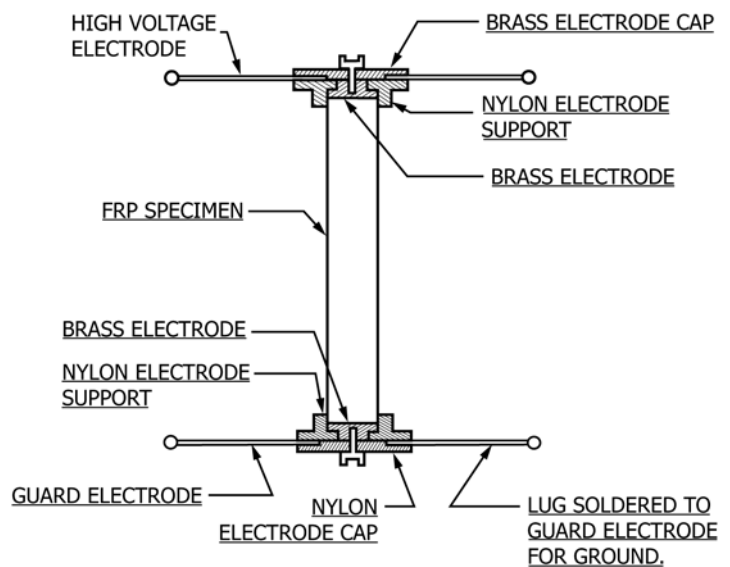 HIGH VOLTAGE
ELECTRODE
BRASS ELECTRODE CAP
NYLON ELECTRODE
SUPPORT
BRASS ELECTRODE
FRP SPECIMEN
BRASS ELECTRODE
NYLON ELECTRODE
SUPPORT
GUARD ELECTRODE
NYLON
ELECTRODE CAP
LUG SOLDERED TO
GUARD ELECTRODE
FOR GROUND.